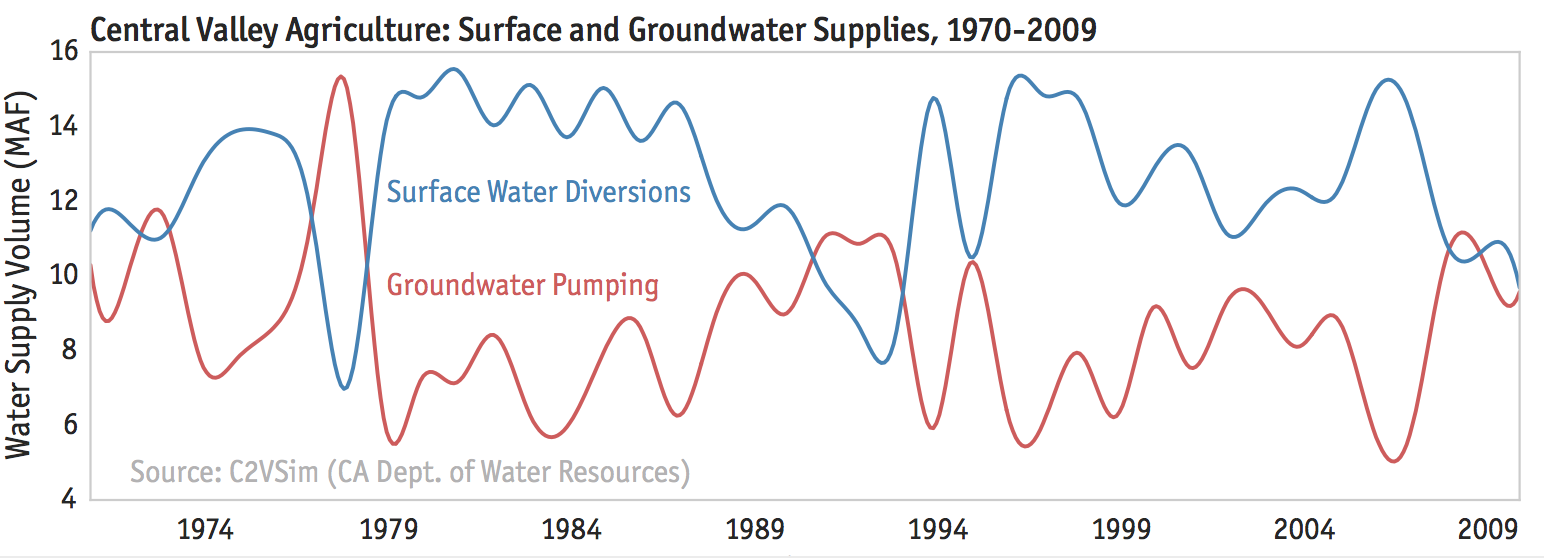 Central Valley Agriculture: Surface and Groundwater Supplies, 1970-2009
Water Supply Volume (MAF)
16
14
12
10
8
6
4
Surface Water Diversions
Groundwater Pumping
Source: C2VSim (CA Dept. of Water Resources)
1974 1979 1984 1989 1994 1999 2004 2009